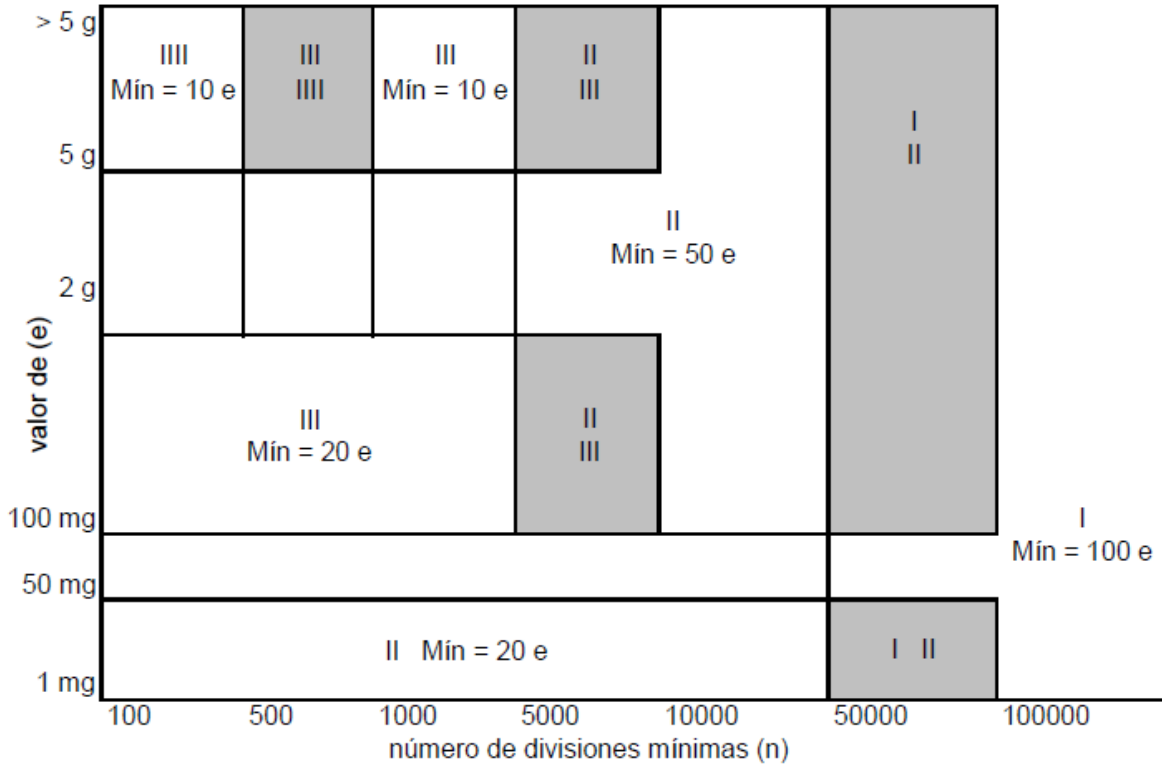 > 5 g
IIII
Mín = 10 e
III
IIII
III
Mín = 10 e
II
III
I
II
5 g
II
Mín = 50 e
2 g
valor de (e)
III
Mín = 20 e
II
III
100 mg
I
Mín = 100 e
50 mg
II Mín = 20 e
I II
1 mg
100 500 1000 5000 10000 50000 100000
número de divisiones mínimas (n)